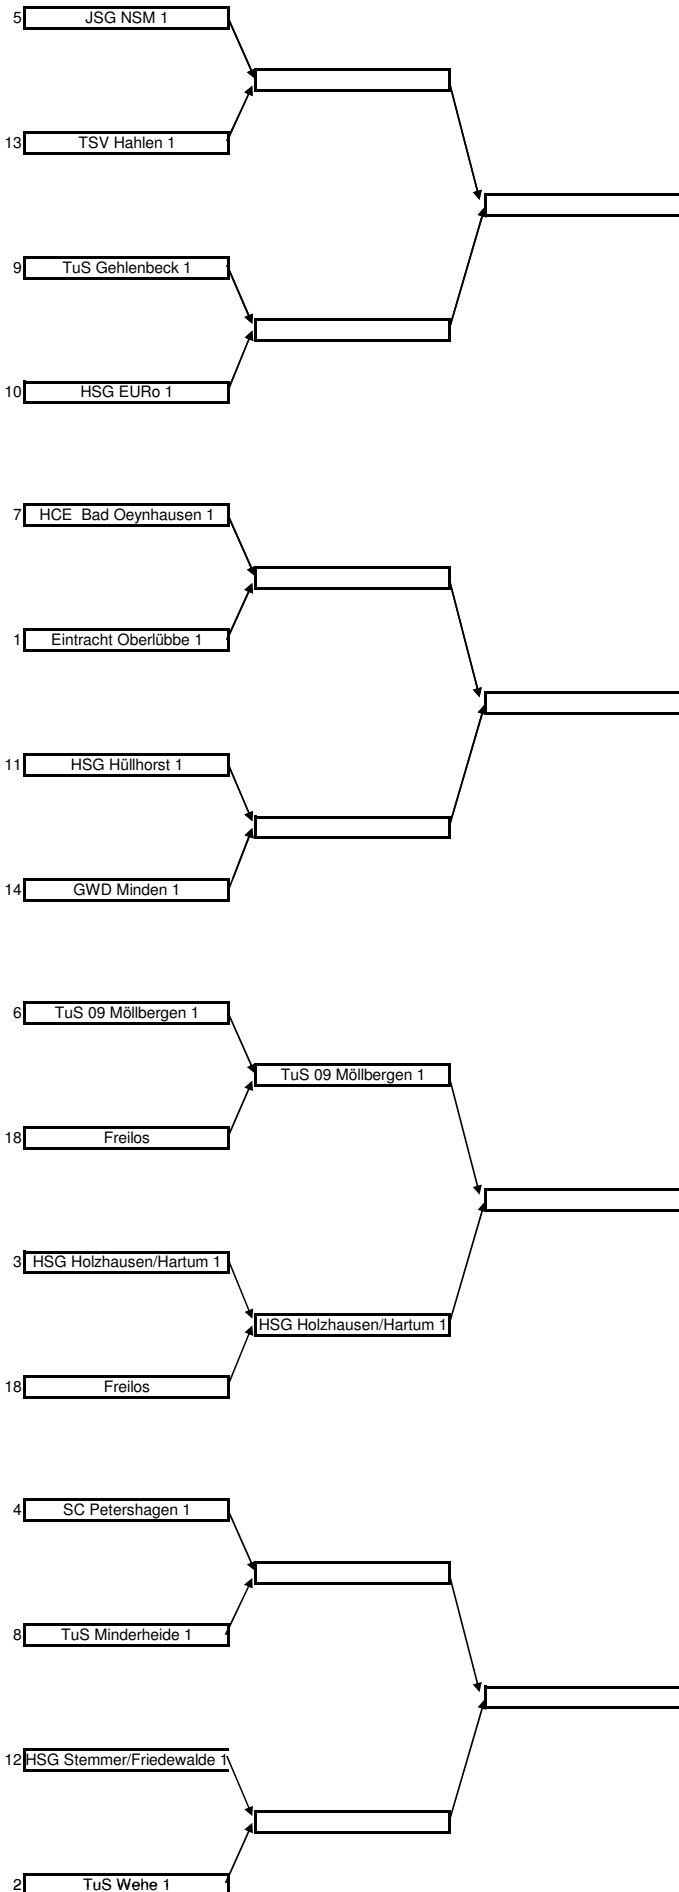 5 JSG NSM 1
13 TSV Hahlen 1
9 TuS Gehlenbeck 1
10 HSG EURo 1
7 HCE  Bad Oeynhausen 1
1 Eintracht Oberlübbe 1
11 HSG Hüllhorst 1
14 GWD Minden 1
6 TuS 09 Möllbergen 1
TuS 09 Möllbergen 1
18 Freilos
3 HSG Holzhausen/Hartum 1
HSG Holzhausen/Hartum 1
18 Freilos
4 SC Petershagen 1
8 TuS Minderheide 1
12 HSG Stemmer/Friedewalde 1
2 TuS Wehe 1